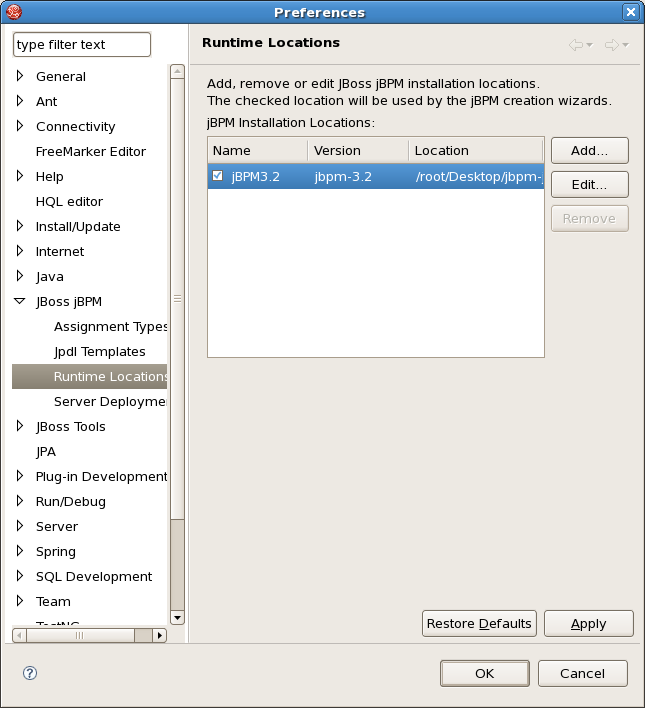 Preferences
type filter text
General
Ant
Connectivity
FreeMarker Editor
Help
HQL editor
Install/Update
Internet
Java
JBoss jBPM
Assignment Types
Jpdl Templates
Runtime Locations
Server Deployme
JBoss Tools
JPA
Plug-in Development
Run/Debug
Server
Spring
SQL Development
Team
TestNG
Runtime Locations
Add, remove or edit JBoss jBPM installation locations.
The checked location will be used by the jBPM creation wizards.
jBPM Installation Locations:
Name Version Location
jBPM3.2 jbpm-3.2 /root/Desktop/jbpm-
Add...
Edit...
Remove
Restore Defaults Apply
OK Cancel